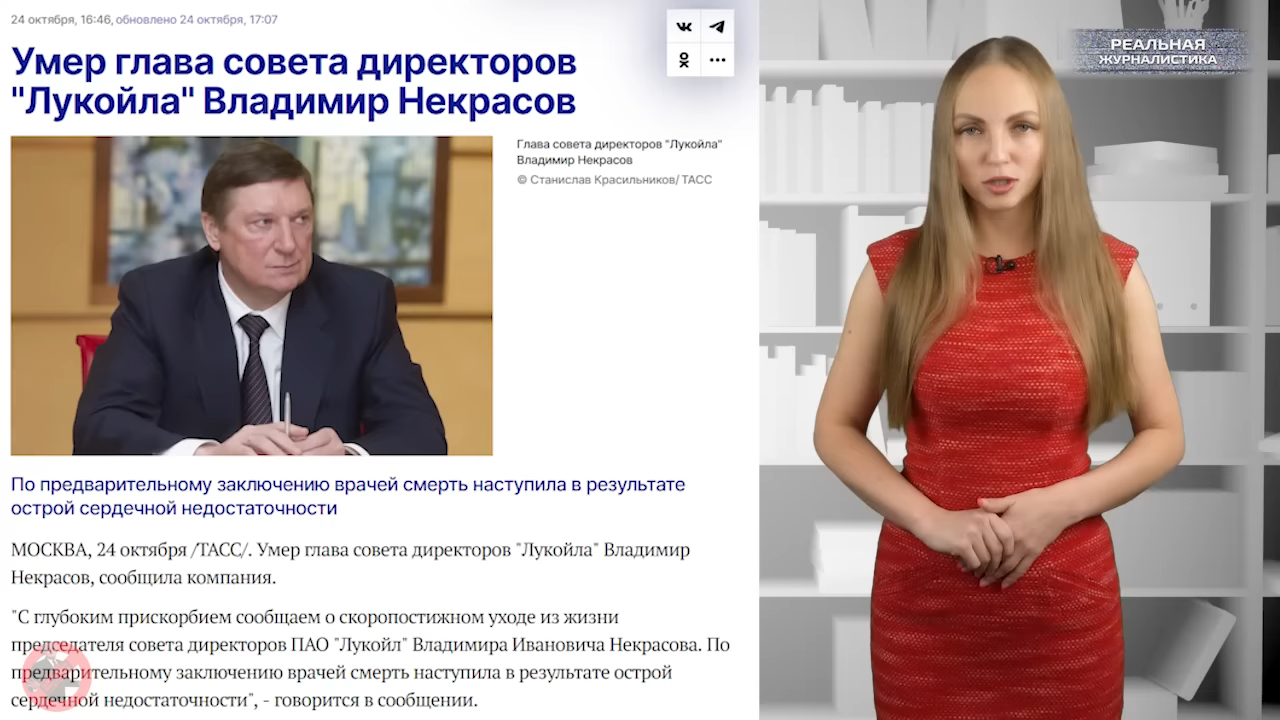 24 октября, 16:46, обновлено 24 октября, 17:07
Умер глава совета директоров
"Лукойла" Владимир Некрасов
Глава совета директоров "Лукойла"
Владимир Некрасов
© Станислав Красильников/ ТАСС
По предварительному заключению врачей смерть наступила в результате
острой сердечной недостаточности
МОСКВА, 24 октября /ТАСС/. Умер глава совета директоров "Лукойла" Владимир
Некрасов, сообщила компания.
"С глубоким прискорбием сообщаем о скоропостижном уходе из жизни
председателя совета директоров ПАО "Лукойл" Владимира Ивановича Некрасова. По
предварительному заключению врачей смерть наступила в результате острой
сердечной недостаточности", - говорится в сообщении.
РЕАЛЬНАЯ
ЖУРНАЛИСТИКА